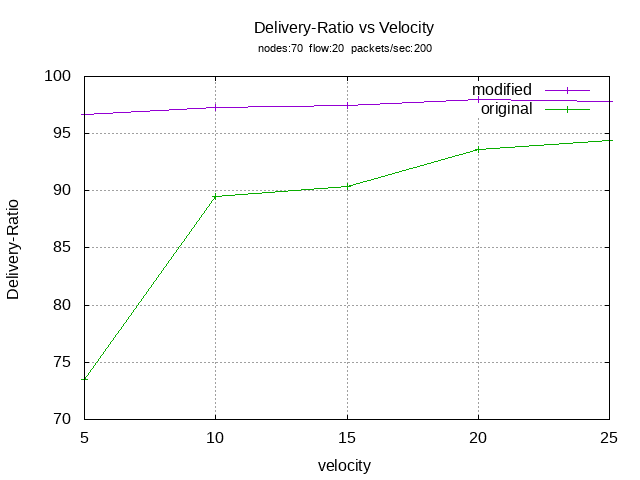 Delivery-Ratio vs Velocity
nodes:70 flow:20 packets/sec:200
modified
original
100
95
90
85
80
75
70
5 10 15 20 25
Delivery-Ratio
velocity